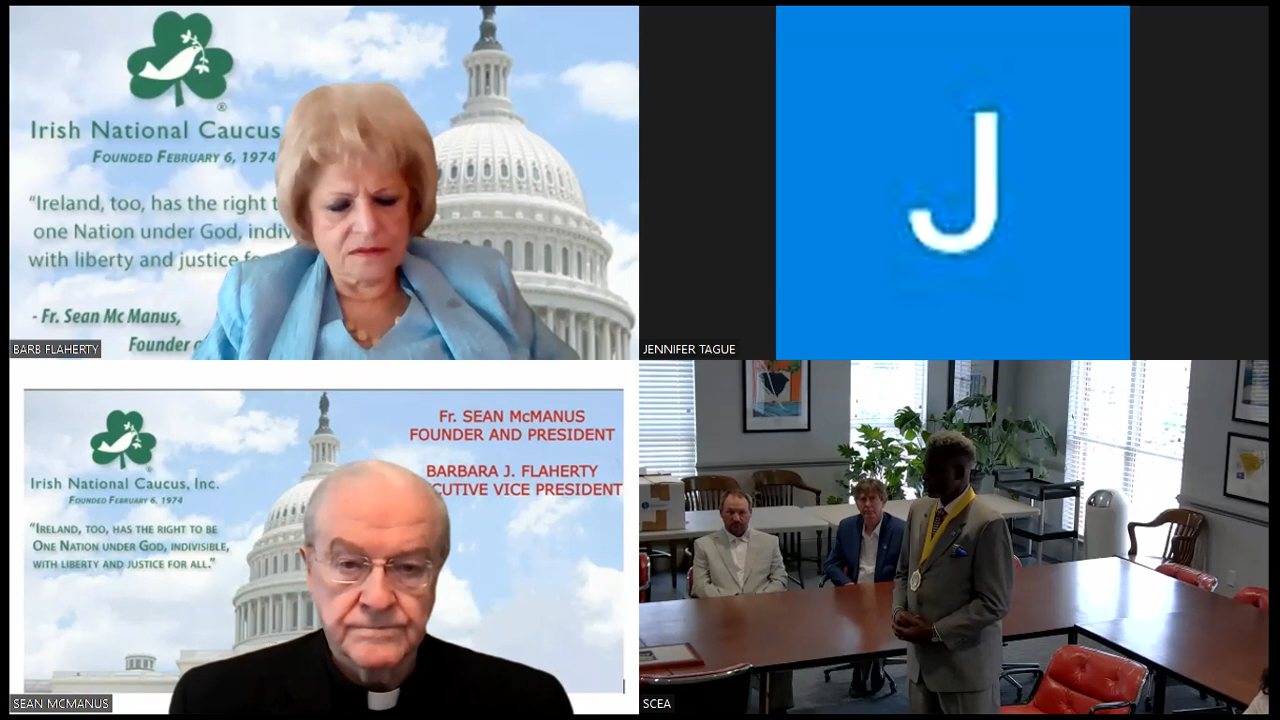 ®
Irish National Caucus
FOUNDED FEBRUARY 6, 1974
“Ireland, too, has the right t
one Nation under God, indiv
with liberty and justice fo
- Fr. Sean Mc Manus,
Founder
BARB FLAHERTY
J
JENNIFER TAGUE
Fr. SEAN McMANUS
FOUNDER AND PRESIDENT
BARBARA J. FLAHERTY
CUTIVE VICE PRESIDENT
Irish National Caucus, Inc.
FOUNDED FEBRUARY 6, 1974
“IRELAND, TOO, HAS THE RIGHT TO BE
ONE NATION UNDER GOD, INDIVISIBLE,
WITH LIBERTY AND JUSTICE FOR ALL.”
SEAN MCMANUS
SCEA